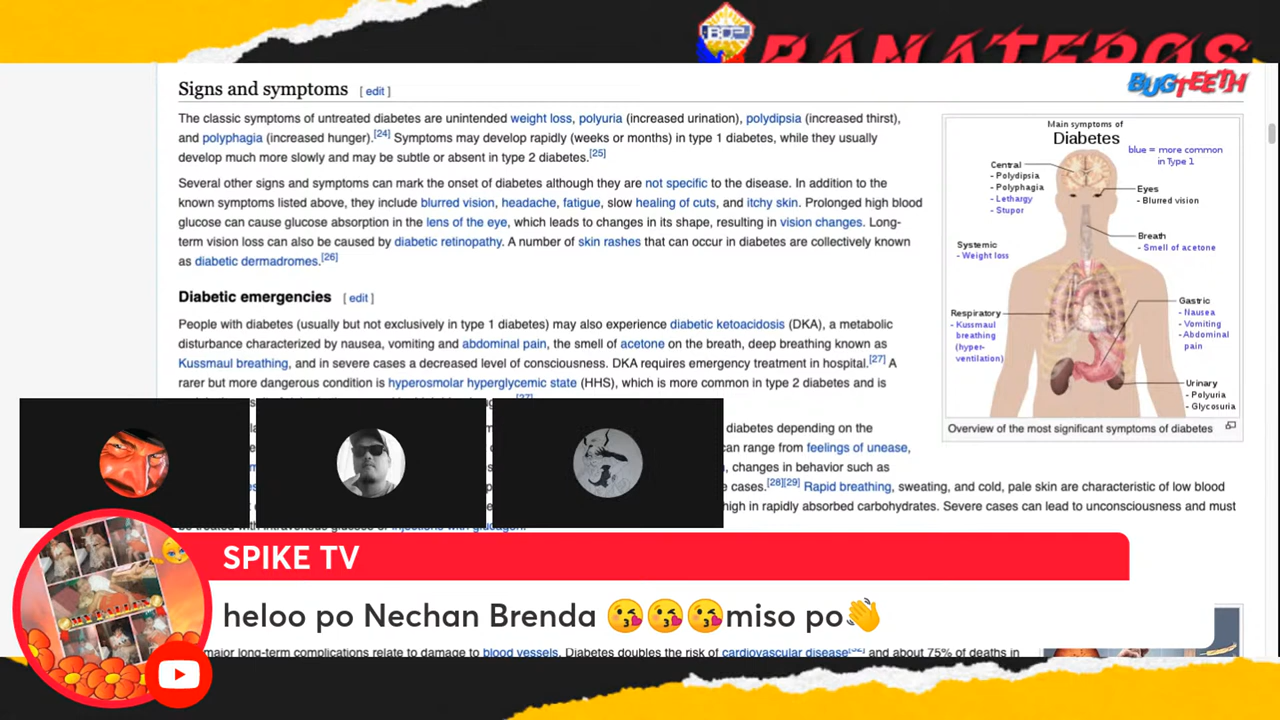 BDP
BANATEROS
BUGTEETH
Signs and symptoms [ edit ]
The classic symptoms of untreated diabetes are unintended weight loss, polyuria (increased urination), polydipsia (increased thirst),
and polyphagia (increased hunger).[24] Symptoms may develop rapidly (weeks or months) in type 1 diabetes, while they usually
develop much more slowly and may be subtle or absent in type 2 diabetes.[25]
Several other signs and symptoms can mark the onset of diabetes although they are not specific to the disease. In addition to the
known symptoms listed above, they include blurred vision, headache, fatigue, slow healing of cuts, and itchy skin. Prolonged high blood
glucose can cause glucose absorption in the lens of the eye, which leads to changes in its shape, resulting in vision changes. Long-
term vision loss can also be caused by diabetic retinopathy. A number of skin rashes that can occur in diabetes are collectively known
as diabetic dermadromes.[26]
Diabetic emergencies [ edit ]
People with diabetes (usually but not exclusively in type 1 diabetes) may also experience diabetic ketoacidosis (DKA), a metabolic
disturbance characterized by nausea, vomiting and abdominal pain, the smell of acetone on the breath, deep breathing known as
Kussmaul breathing, and in severe cases a decreased level of consciousness. DKA requires emergency treatment in hospital.[27] A
rarer but more dangerous condition is hyperosmolar hyperglycemic state (HHS), which is more common in type 2 diabetes and is
diabetes depending on the
can range from feelings of unease,
changes in behavior such as
cases.[28][29] Rapid breathing, sweating, and cold, pale skin are characteristic of low blood
high in rapidly absorbed carbohydrates. Severe cases can lead to unconsciousness and must
Main symptoms of
Diabetes
blue = more common
in Type 1
Central
- Polydipsia
- Polyphagia
- Lethargy
- Stupor
Eyes
- Blurred vision
Breath
- Smell of acetone
Systemic
- Weight loss
Respiratory
- Kussmaul
breathing
(hyper-
ventilation)
Gastric
- Nausea
- Vomiting
- Abdominal
pain
Urinary
- Polyuria
- Glycosuria
Overview of the most significant symptoms of diabetes
SPIKE TV
heloo po Nechan Brenda 😘😘😘miso po👋
major long-term complications relate to damage to blood vessels. Diabetes doubles the risk of cardiovascular disease[32] and about 75% of deaths in